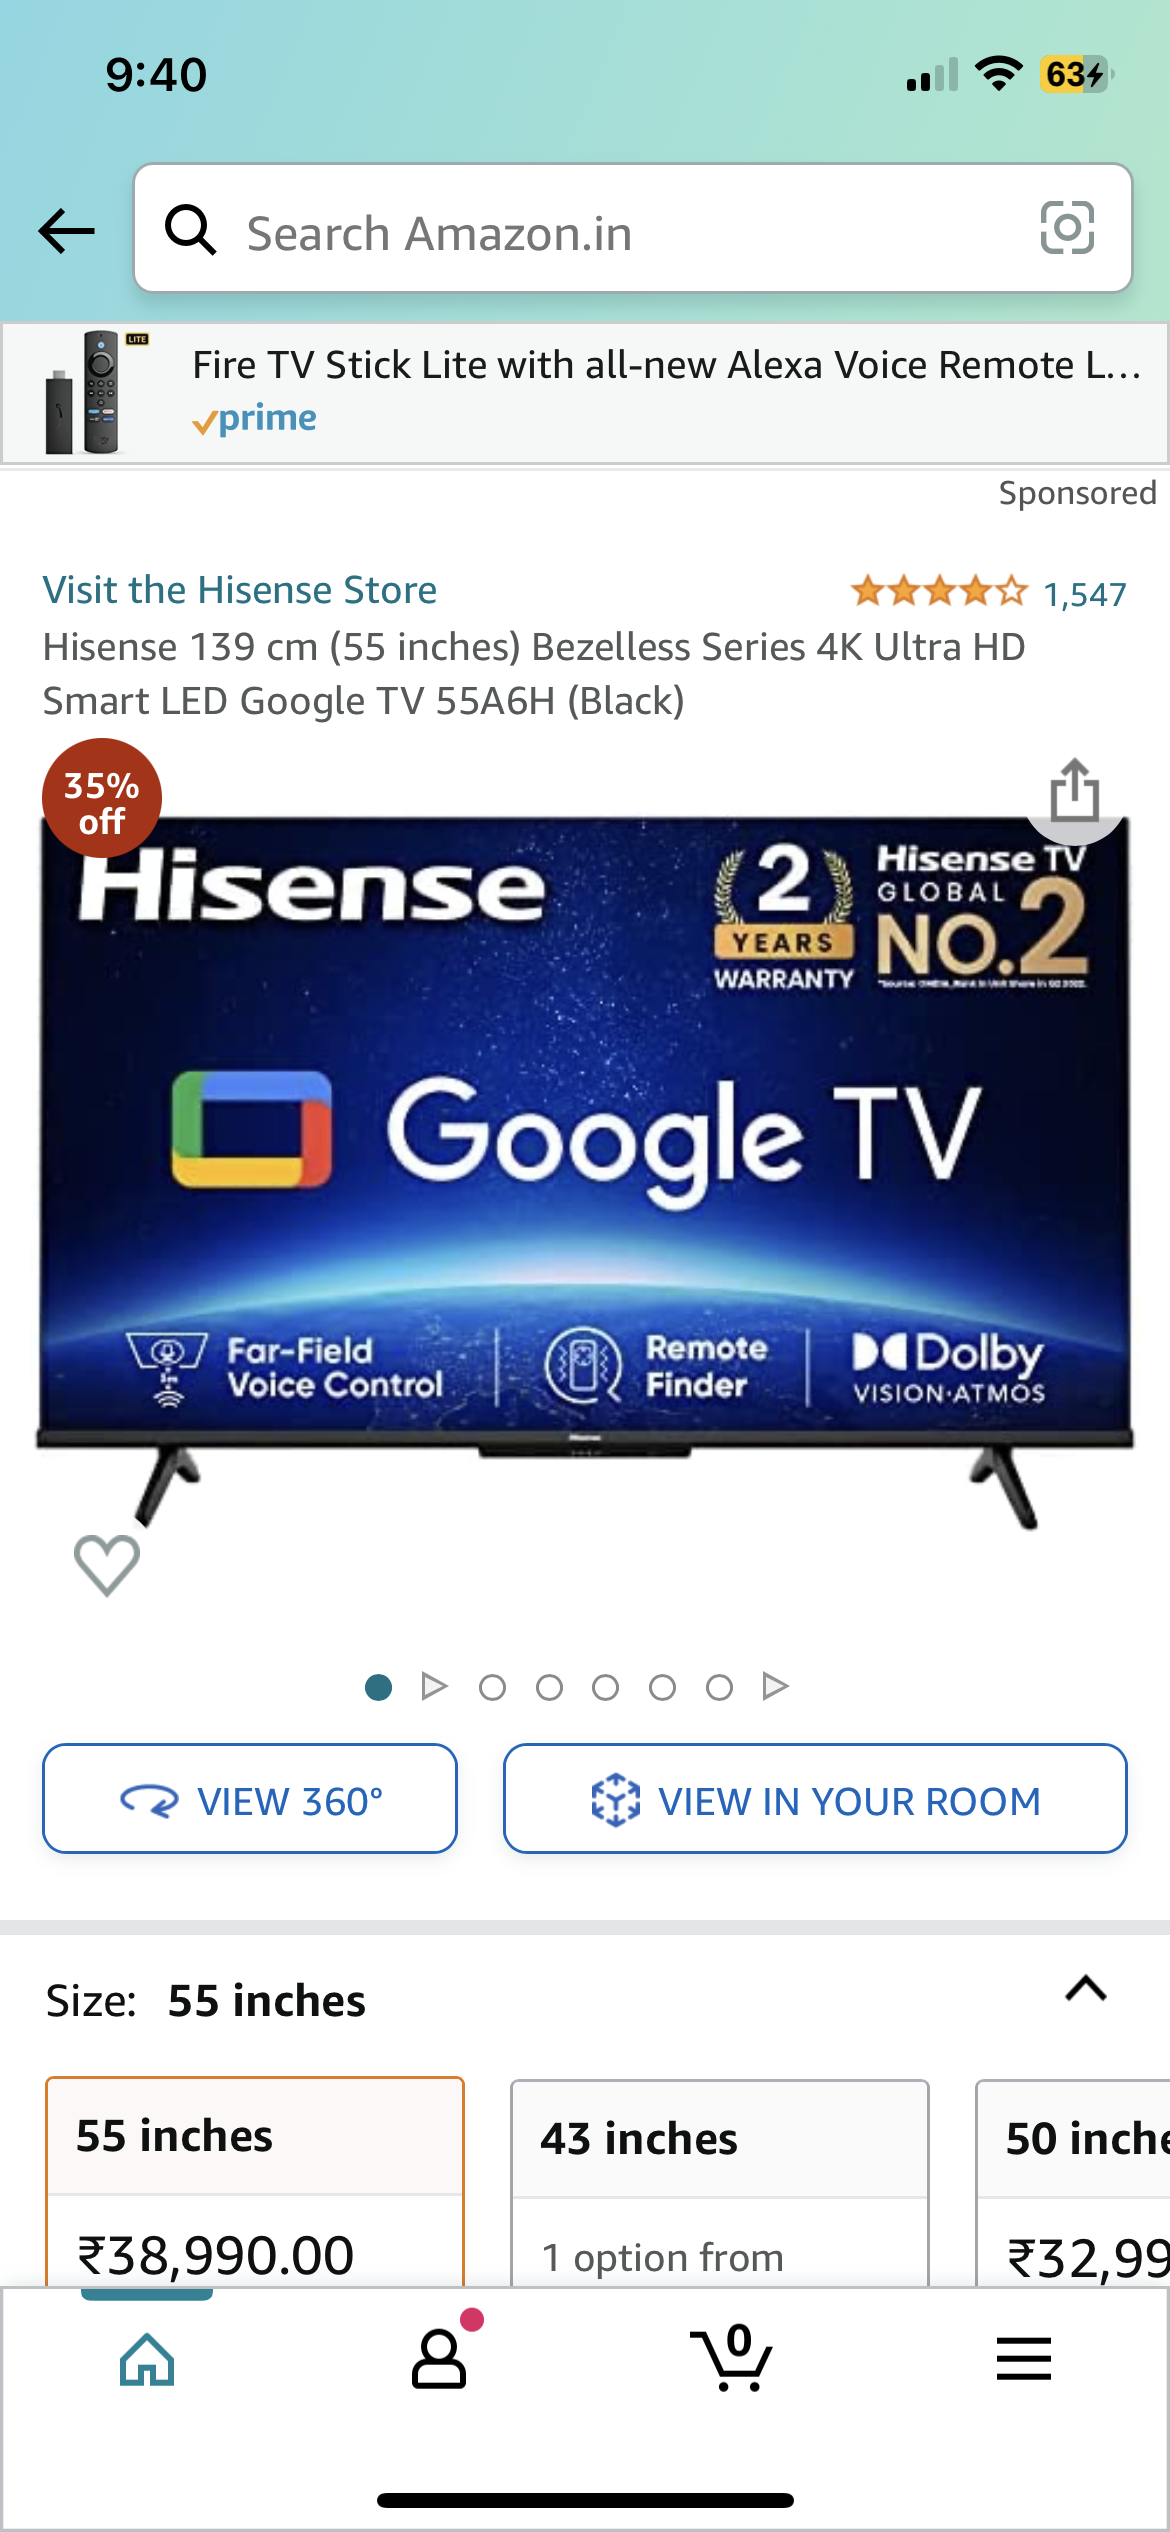 9:40
63
Search Amazon.in
LITE
Fire TV Stick Lite with all-new Alexa Voice Remote L...
prime
Sponsored
Visit the Hisense Store
1,547
Hisense 139 cm (55 inches) Bezelless Series 4K Ultra HD
Smart LED Google TV 55A6H (Black)
35%
off
Hisense
2
YEARS
WARRANTY
Hisense TV
GLOBAL
NO.2
Google TV
Far-Field
Voice Control
Remote
Finder
Dolby
VISION·ATMOS
Hisense
VIEW 360°
VIEW IN YOUR ROOM
Size: 55 inches
55 inches
43 inches
50 inche
₹38,990.00
1 option from
₹32,99
0